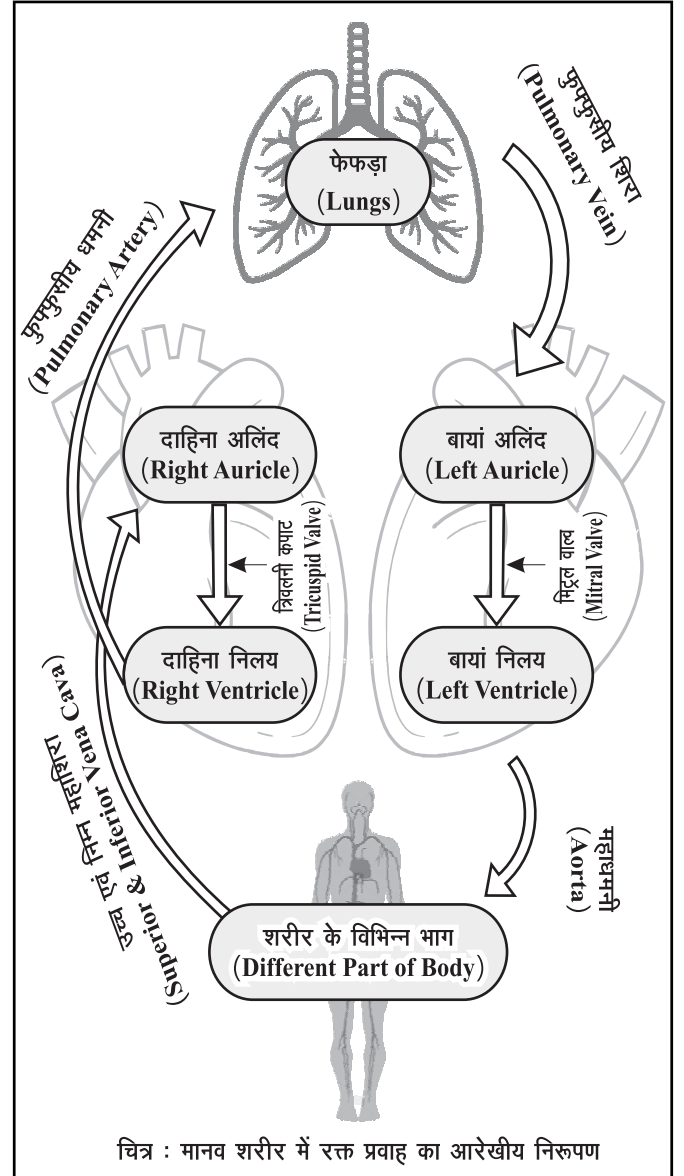 फेफड़ा
(Lungs)
फुफ्फुसीय शिरा
(Pulmonary Vein)
फुफ्फुसीय धमनी
(Pulmonary Artery)
दाहिना अलिंद
(Right Auricle)
बायां अलिंद
(Left Auricle)
त्रिवलनी कपाट
(Tricuspid Valve)
मिट्रल वाल्व
(Mitral Valve)
दाहिना निलय
(Right Ventricle)
बायां निलय
(Left Ventricle)
उच्च एवं निम्न महाशिरा
(Superior & Inferior Vena Cava)
महाधमनी
(Aorta)
शरीर के विभिन्न भाग
(Different Part of Body)
चित्र : मानव शरीर में रक्त प्रवाह का आरेखीय निरूपण